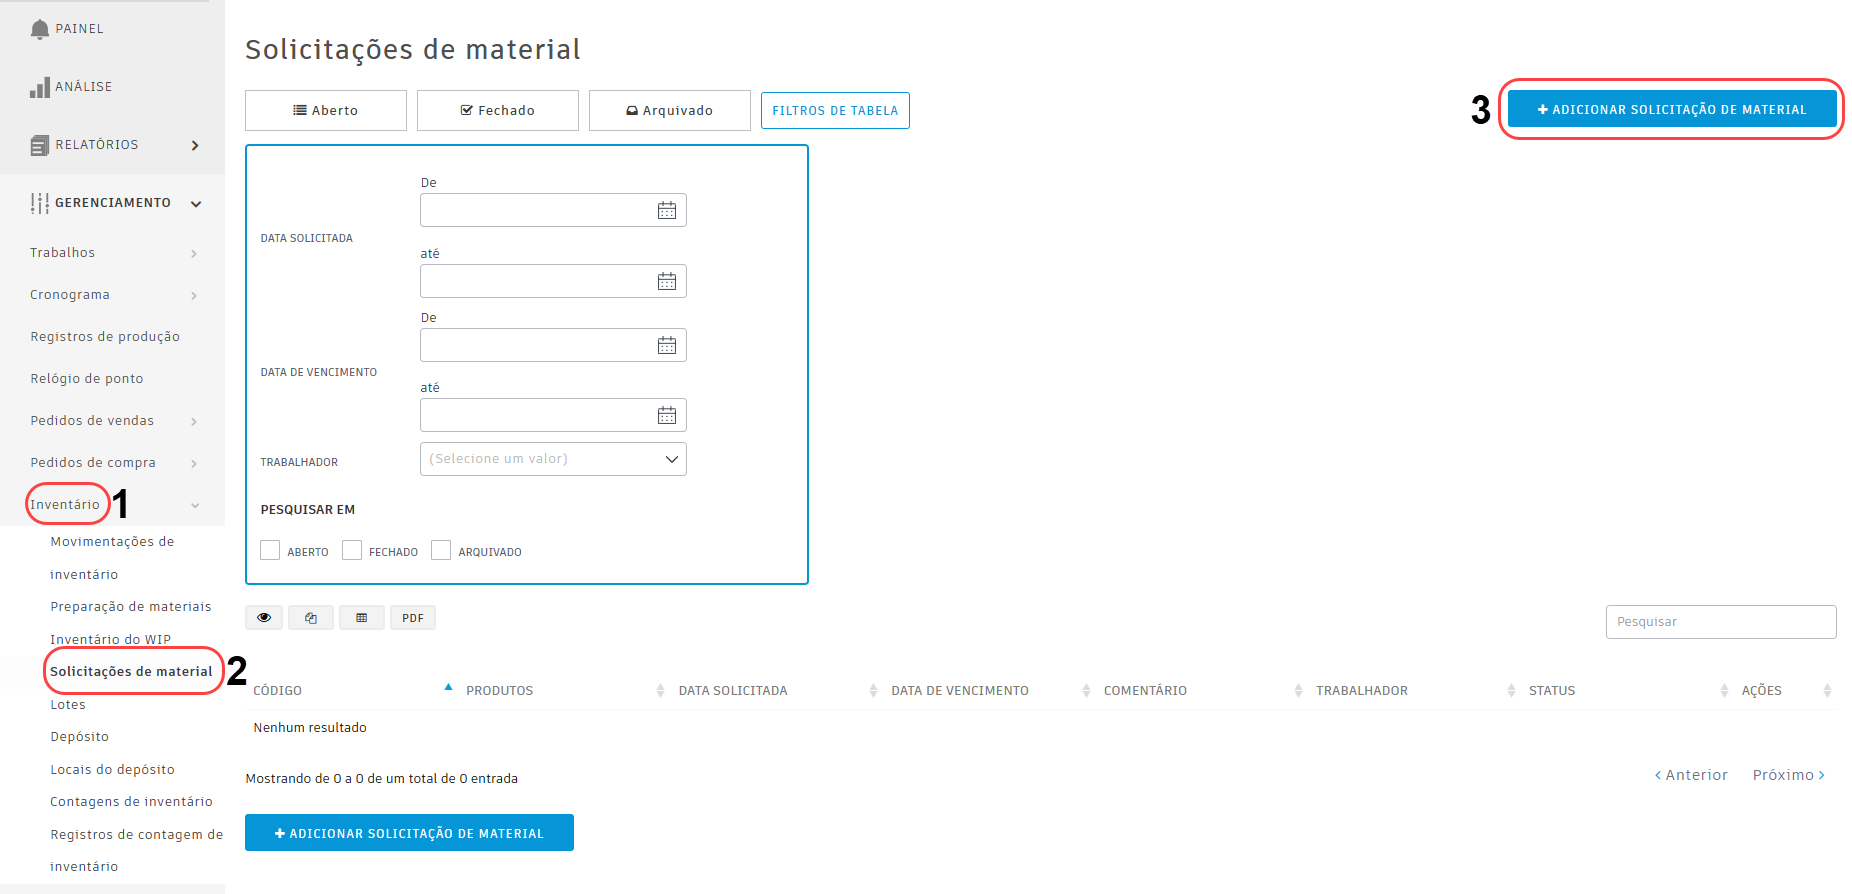 PAINEL
ANÁLISE
RELATÓRIOS
GERENCIAMENTO
Trabalhos
Cronograma
Registros de produção
Relógio de ponto
Pedidos de vendas
Pedidos de compra
Inventário 1
Movimentações de
inventário
Preparação de materiais
Inventário do WIP
Solicitações de material 2
Lotes
Depósito
Locais do depósito
Contagens de inventário
Registros de contagem de
inventário
Solicitações de material
Aberto Fechado Arquivado FILTROS DE TABELA 3 ADICIONAR SOLICITAÇÃO DE MATERIAL
De
DATA SOLICITADA
até
De
DATA DE VENCIMENTO
até
TRABALHADOR (Selecione um valor)
PESQUISAR EM
ABERTO FECHADO ARQUIVADO
PDF Pesquisar
CÓDIGO PRODUTOS DATA SOLICITADA DATA DE VENCIMENTO COMENTÁRIO TRABALHADOR STATUS AÇÕES
Nenhum resultado
Mostrando de 0 a 0 de um total de 0 entrada Anterior Próximo
ADICIONAR SOLICITAÇÃO DE MATERIAL